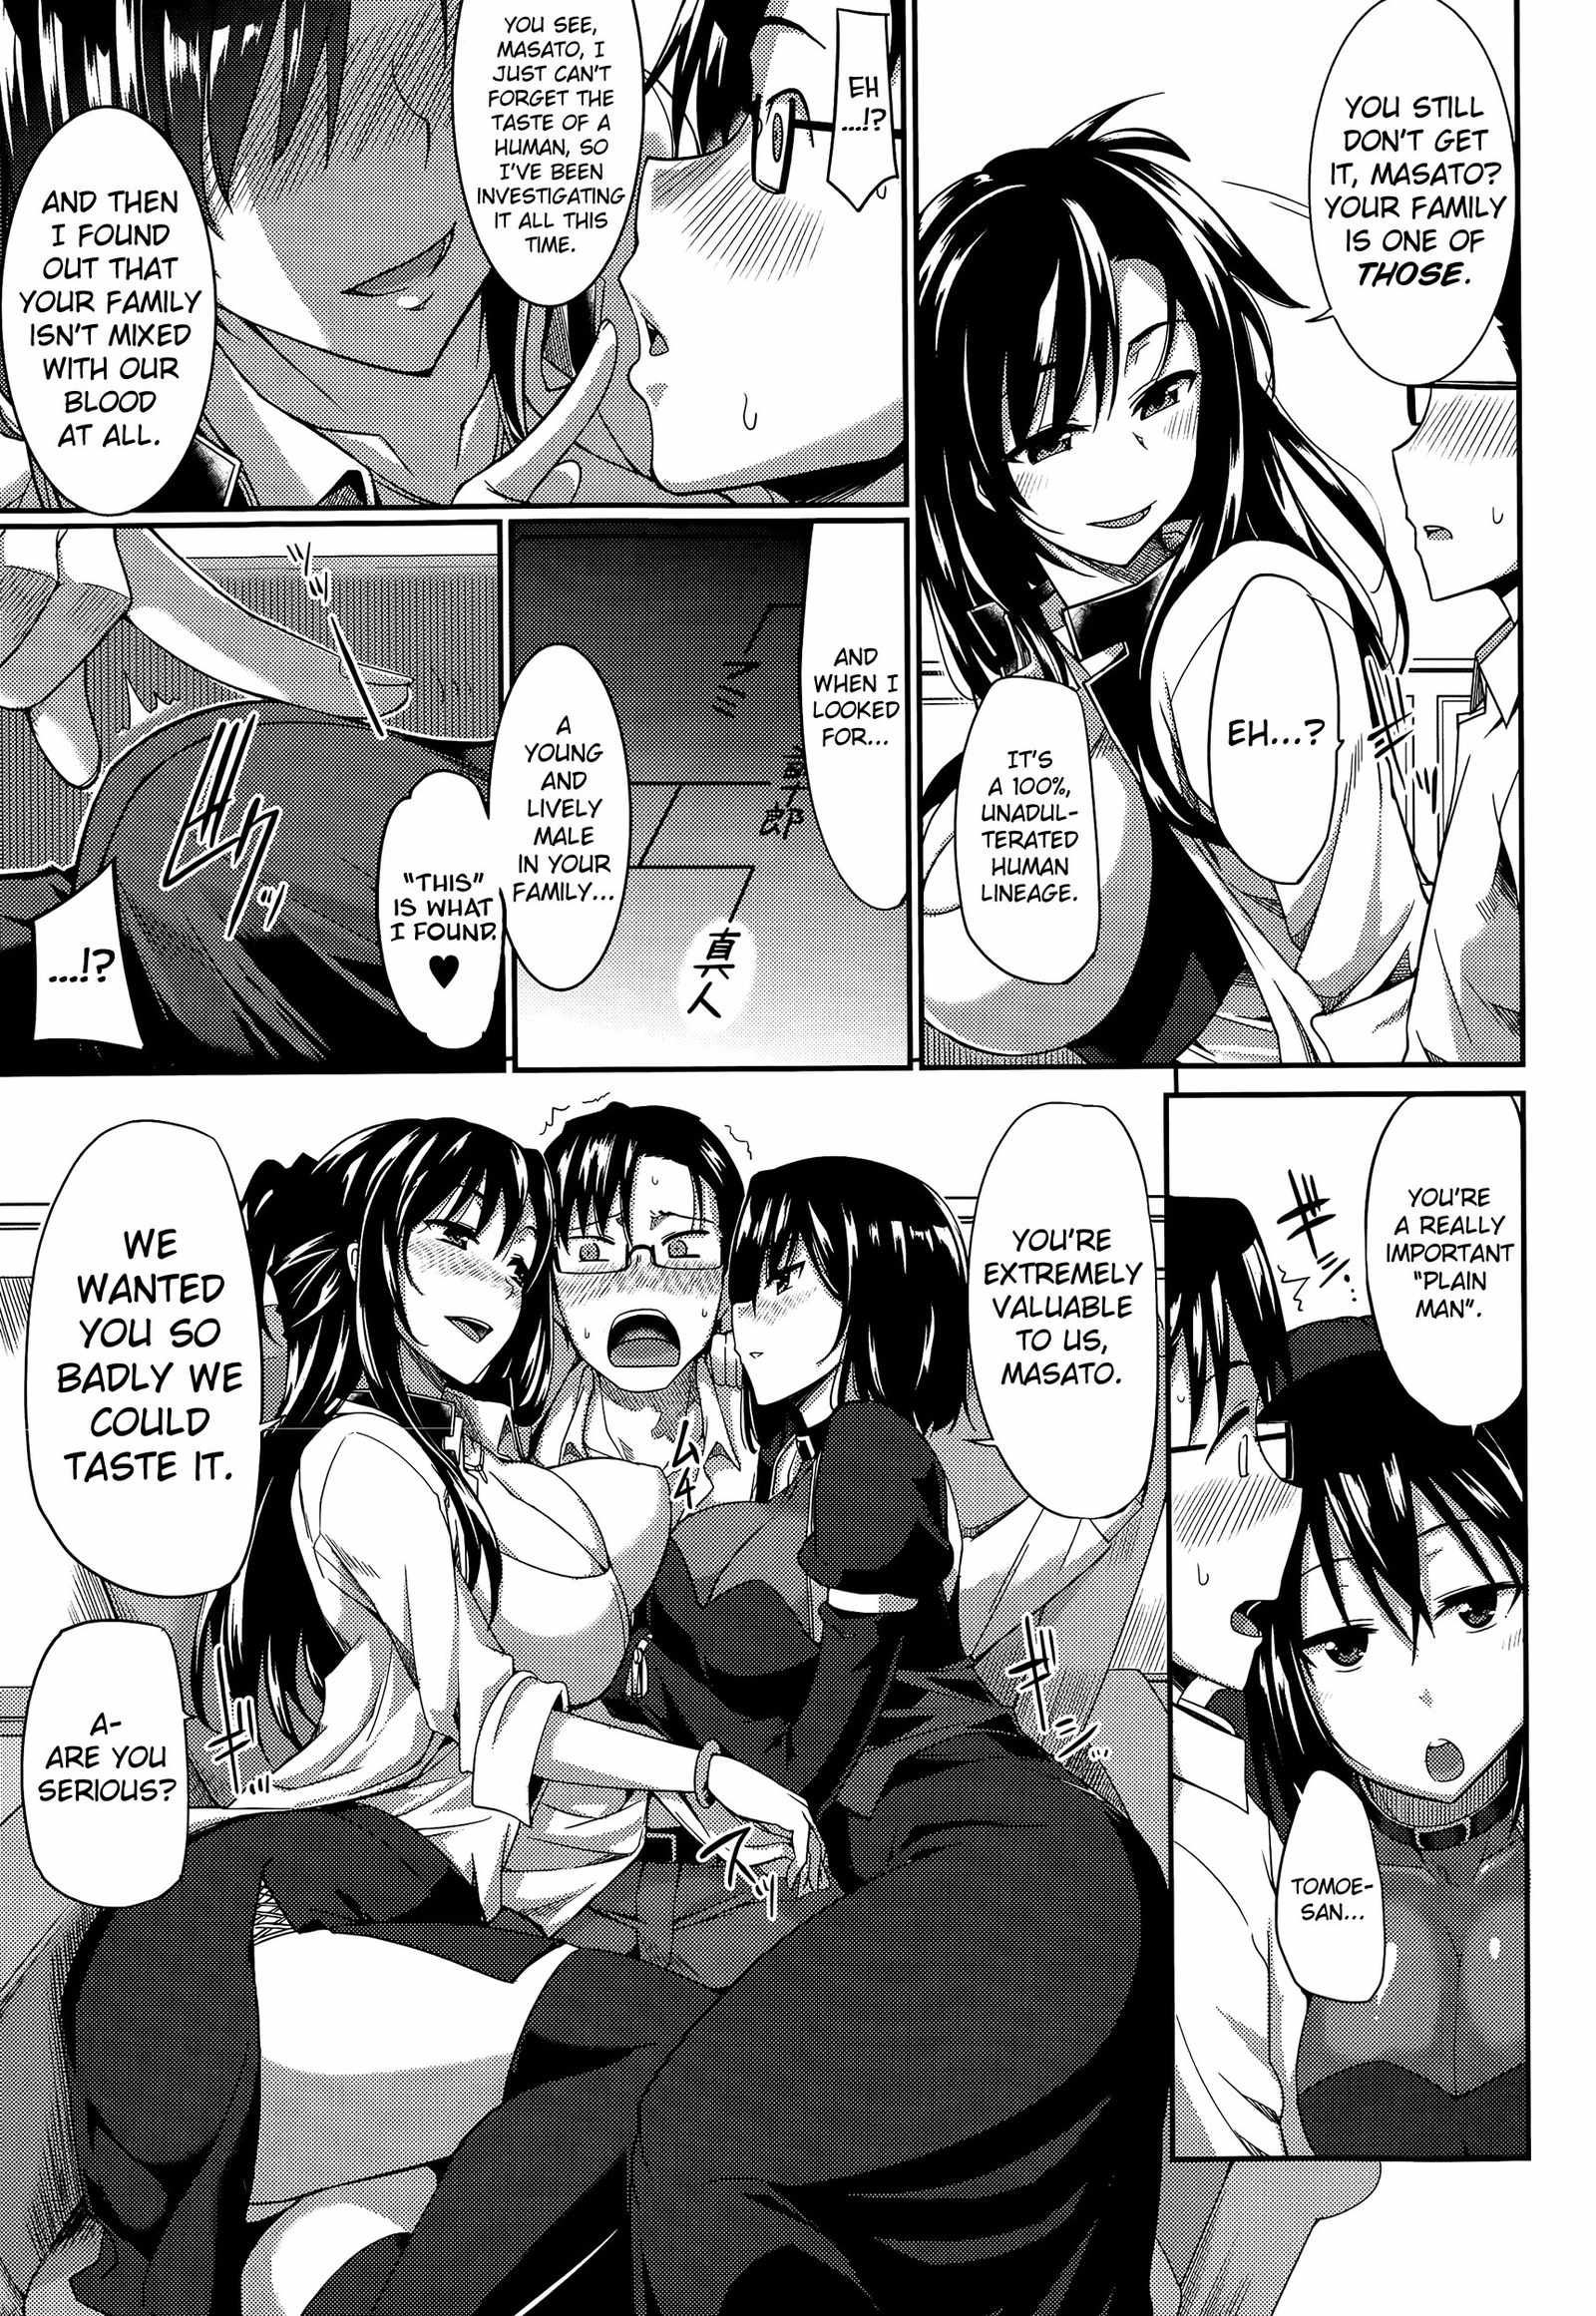 YOU STILL
DON'T GET
IT, MASATO?
YOUR FAMILY
IS ONE OF
THOSE.
EH...?
IT'S
A 100%,
UNADUL-
TERATED
HUMAN
LINEAGE.
EH
...!?
YOU SEE,
MASATO, I
JUST CAN'T
FORGET THE
TASTE OF A
HUMAN, SO
I'VE BEEN
INVESTIGATING
IT ALL THIS
TIME.
AND THEN
I FOUND
OUT THAT
YOUR FAMILY
ISN'T MIXED
WITH OUR
BLOOD
AT ALL.
AND
WHEN I
LOOKED
FOR...
真人
A
YOUNG
AND
LIVELY
MALE
IN YOUR
FAMILY...
"THIS"
IS WHAT
I FOUND.
♥
....!?
YOU'RE
A REALLY
IMPORTANT
"PLAIN
MAN".
TOMOE-
SAN...
YOU'RE
EXTREMELY
VALUABLE
TO US,
MASATO.
ムチ
WE
WANTED
YOU SO
BADLY WE
COULD
TASTE IT.
A-
ARE YOU
SERIOUS?